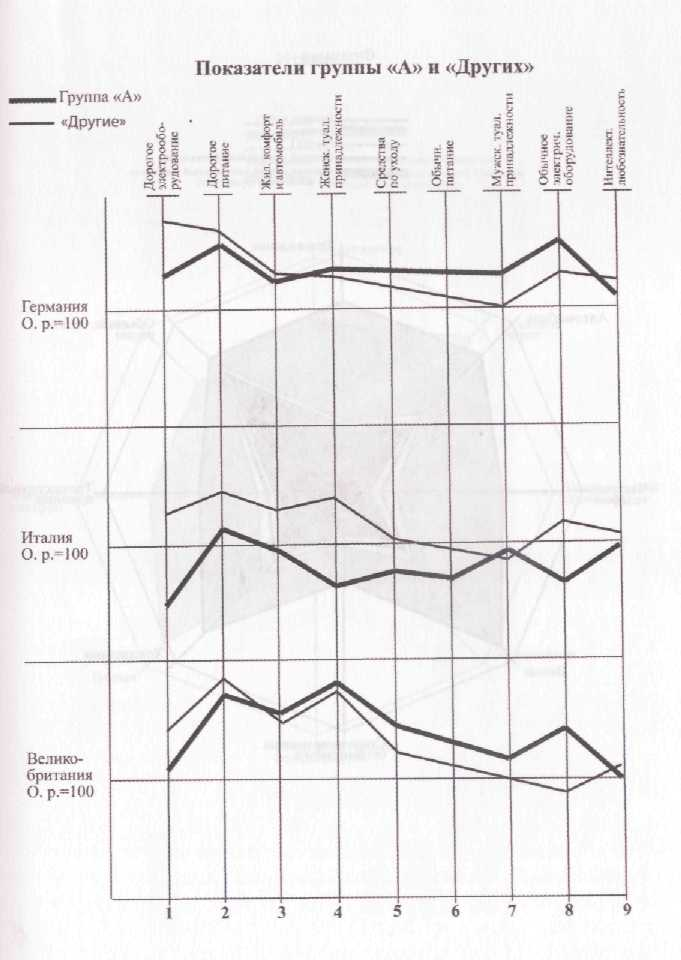 Показатели группы «А» и «Других»
Группа «А»
«Другие»
Дорогое
электрообо-
рудование
Дорогое
питание
Жил. комфорт
и автомобиль
Женск. туал.
принадлежности
Средства
по уходу
Обычн.
питание
Мужск. туал.
принадлежности
Обычное
электрич.
оборудование
Интеллект.
любознательность
Германия
О. р.=100
Италия
О. р.=100
Велико-
британия
О. р.=100
1 2 3 4 5 6 7 8 9